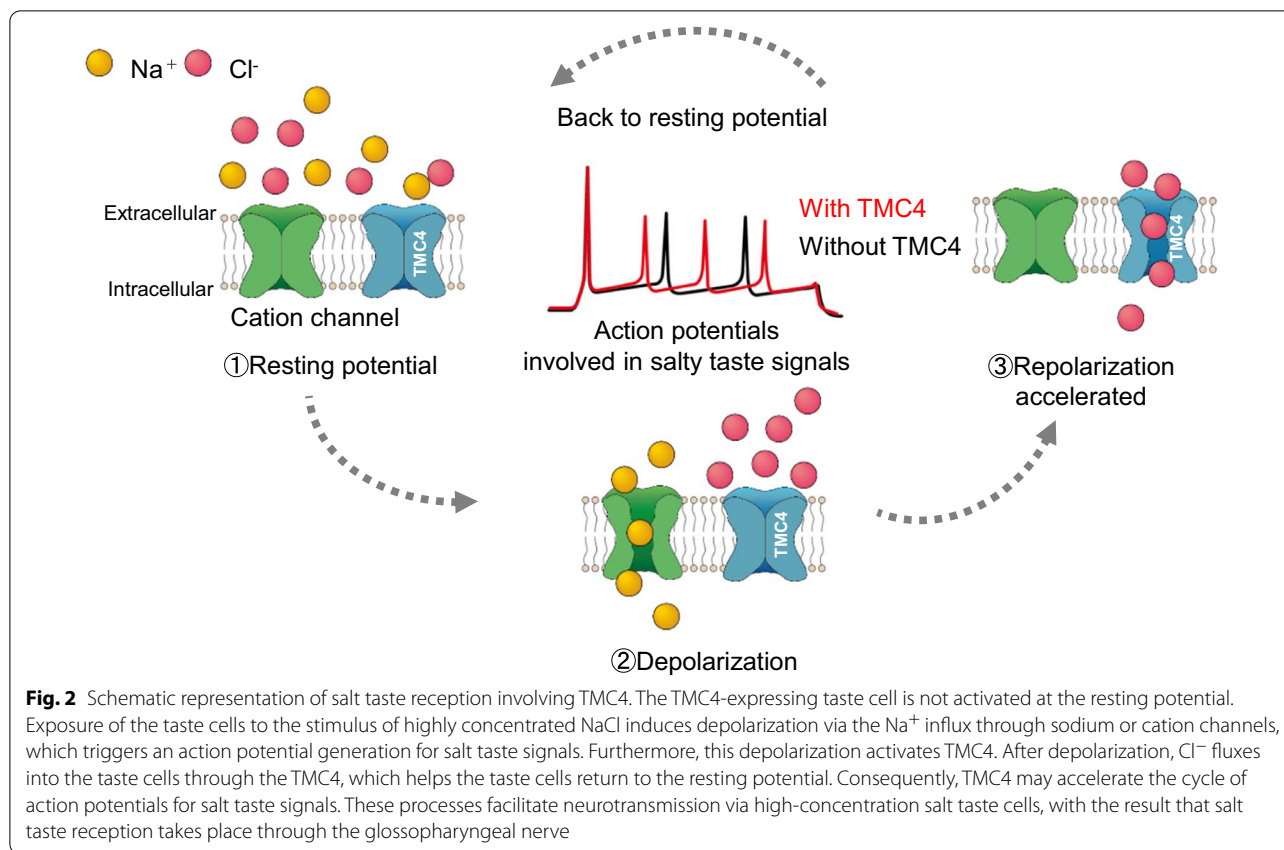 Na⁺ Cl⁻
Back to resting potential
Extracellular
Intracellular
TMC4
Cation channel
①Resting potential
With TMC4
Without TMC4
Action potentials
involved in salty taste signals
TMC4
③Repolarization
accelerated
TMC4
②Depolarization
Fig. 2 Schematic representation of salt taste reception involving TMC4. The TMC4-expressing taste cell is not activated at the resting potential.
Exposure of the taste cells to the stimulus of highly concentrated NaCl induces depolarization via the Na⁺ influx through sodium or cation channels,
which triggers an action potential generation for salt taste signals. Furthermore, this depolarization activates TMC4. After depolarization, Cl⁻ fluxes
into the taste cells through the TMC4, which helps the taste cells return to the resting potential. Consequently, TMC4 may accelerate the cycle of
action potentials for salt taste signals. These processes facilitate neurotransmission via high-concentration salt taste cells, with the result that salt
taste reception takes place through the glossopharyngeal nerve